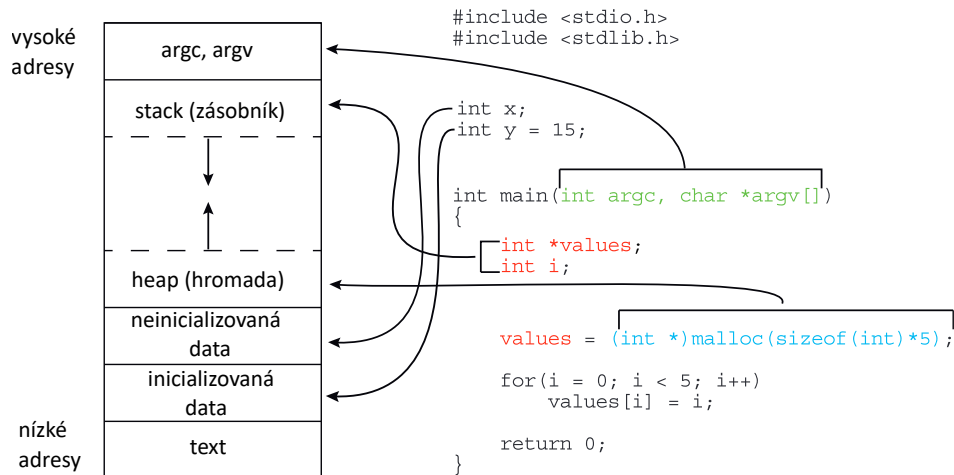 vysoké
adresy
argc, argv
stack (zásobník)
heap (hromada)
neinicializovaná
data
inicializovaná
data
nízké
adresy
text
#include <stdio.h>
#include <stdlib.h>
int x;
int y = 15;
int main(int argc, char *argv[])
{
int *values;
int i;
values = (int *)malloc(sizeof(int)*5);
for(i = 0; i < 5; i++)
values[i] = i;
return 0;
}